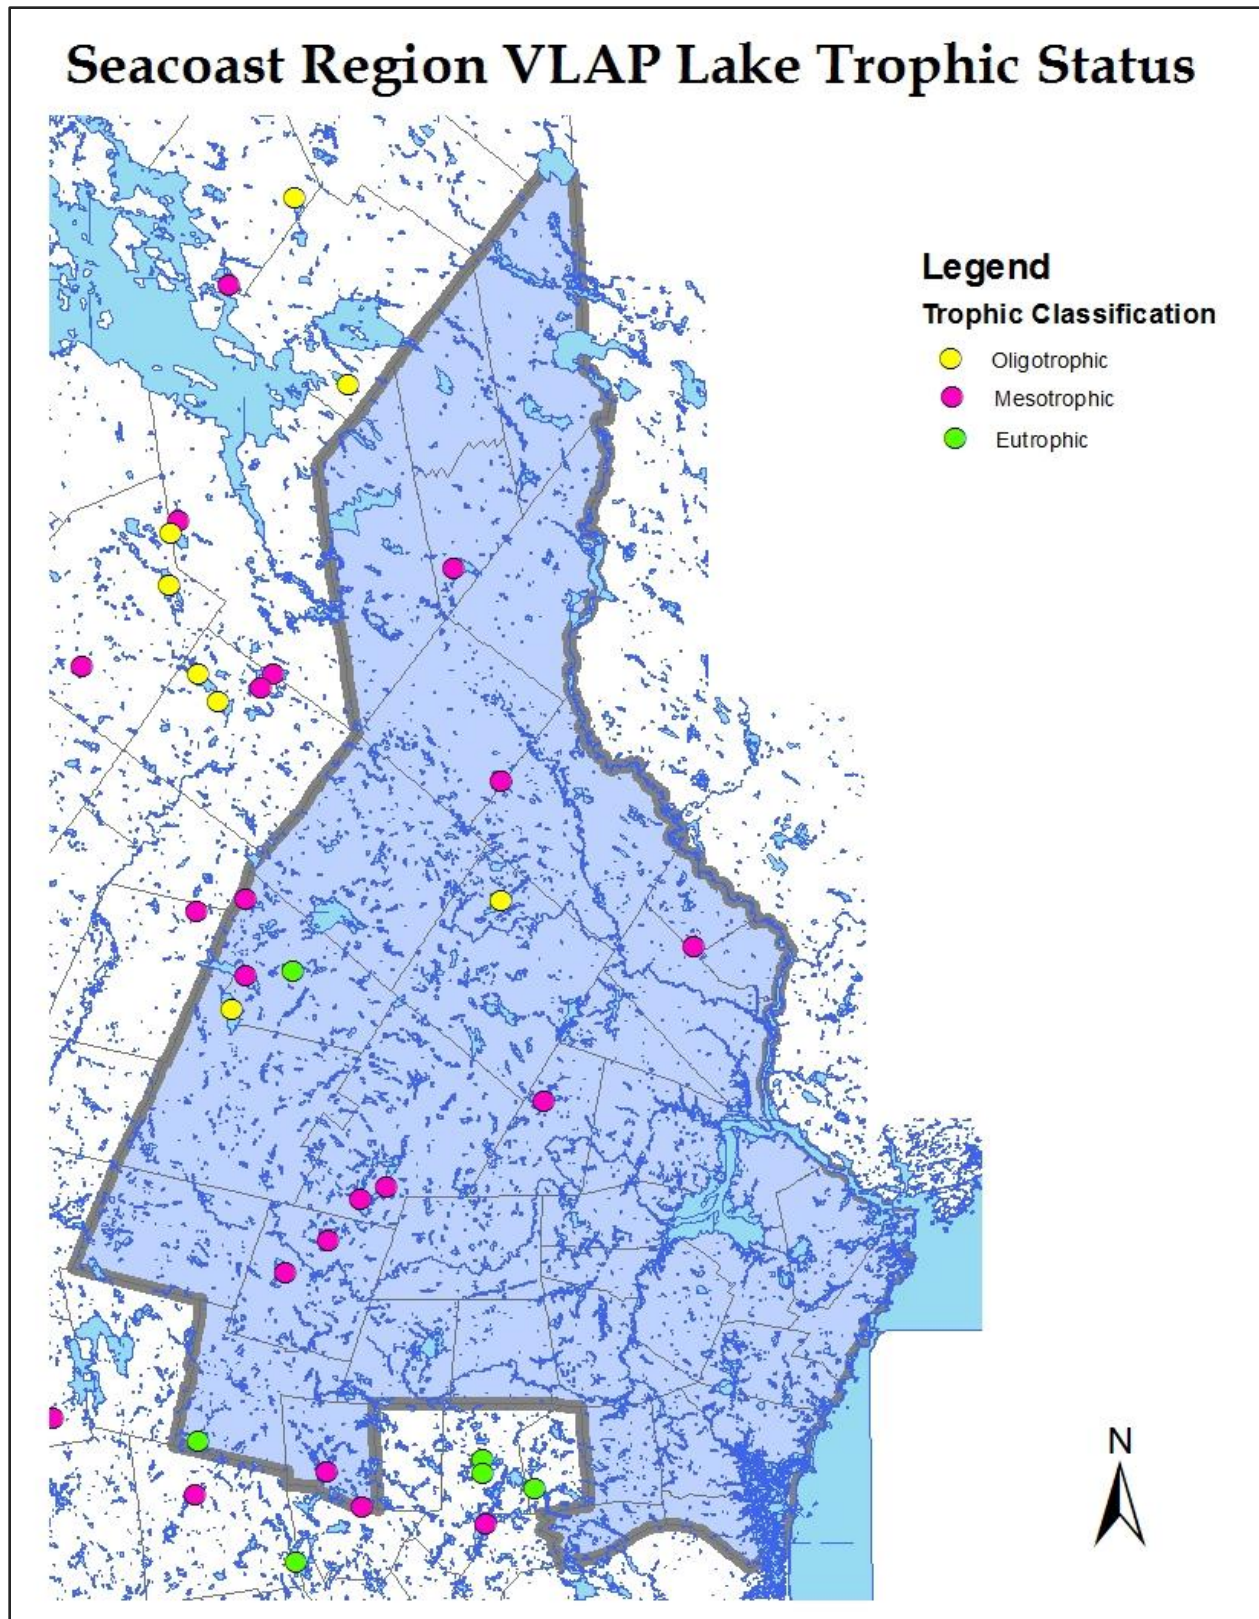 Seacoast Region VLAP Lake Trophic Status
Legend
Trophic Classification
Oligotrophic
Mesotrophic
Eutrophic
N